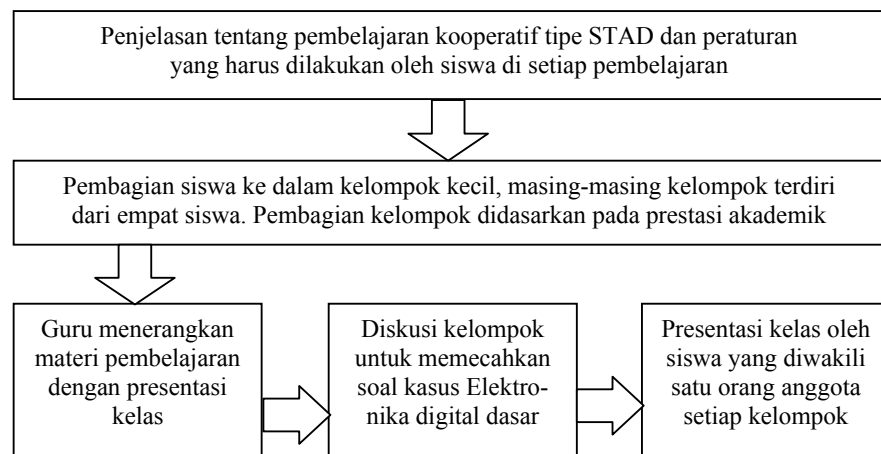 Penjelasan tentang pembelajaran kooperatif tipe STAD dan peraturan
yang harus dilakukan oleh siswa di setiap pembelajaran
Pembagian siswa ke dalam kelompok kecil, masing-masing kelompok terdiri
dari empat siswa. Pembagian kelompok didasarkan pada prestasi akademik
Guru menerangkan
materi pembelajaran
dengan presentasi
kelas
Diskusi kelompok
untuk memecahkan
soal kasus Elektro-
nika digital dasar
Presentasi kelas oleh
siswa yang diwakili
satu orang anggota
setiap kelompok